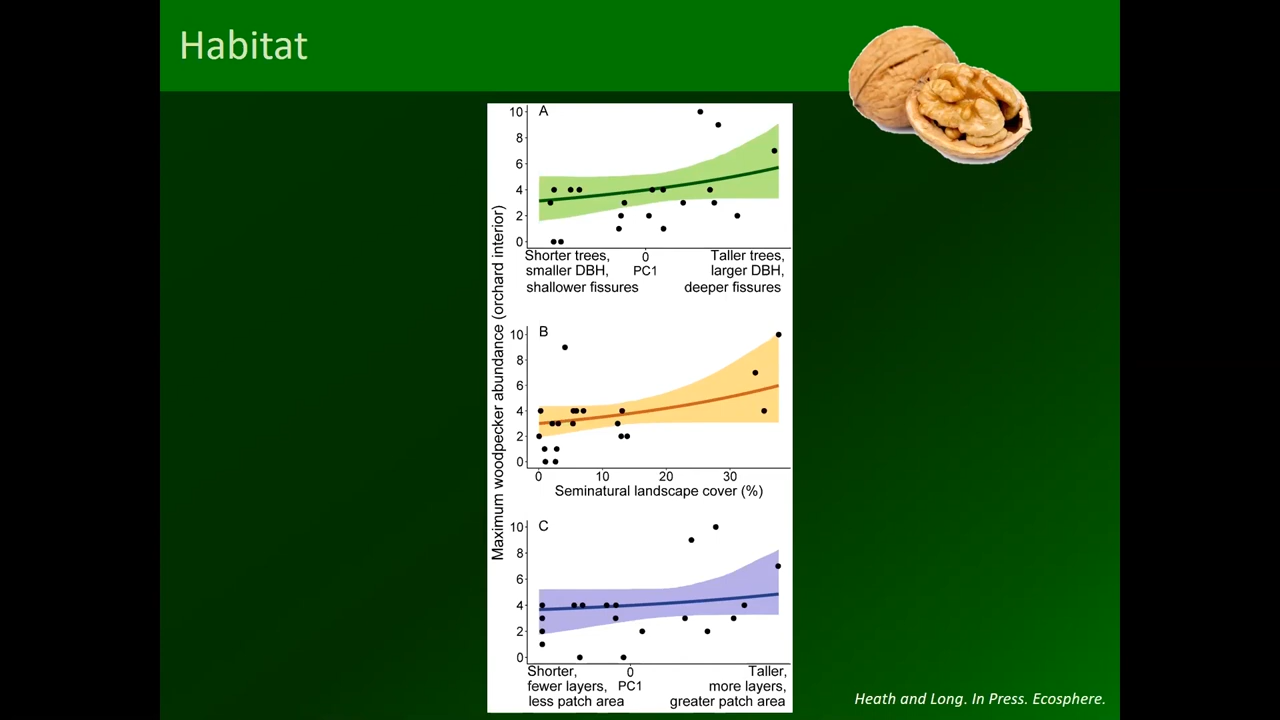 Habitat
Maximum woodpecker abundance (orchard interior)
A
10
8
6
4
2
0
0
Shorter trees,
smaller DBH,
shallower fissures
PC1
Taller trees,
larger DBH,
deeper fissures
B
10
8
6
4
2
0
0 10 20 30
Seminatural landscape cover (%)
C
10
8
6
4
2
0
0
Shorter,
fewer layers,
less patch area
PC1
Taller,
more layers,
greater patch area
Heath and Long. In Press. Ecosphere.